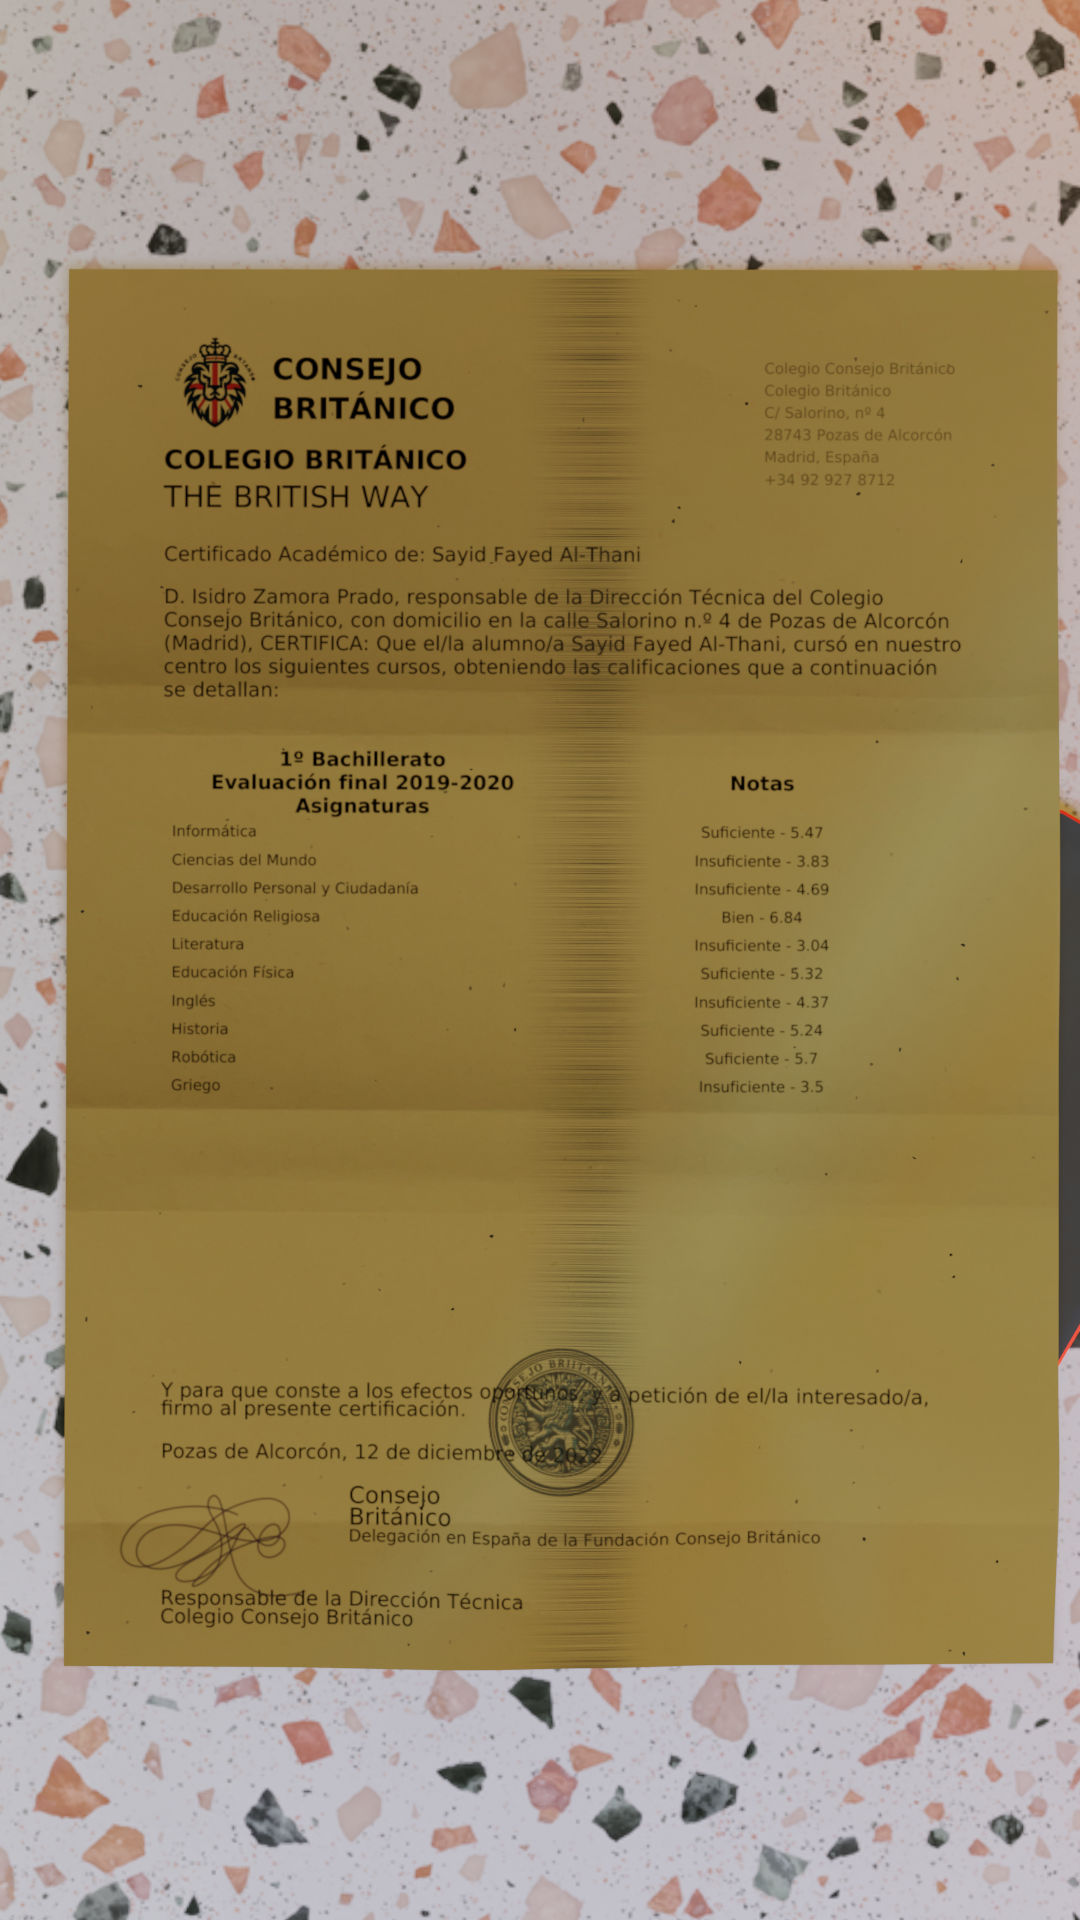 CONSEJO
BRITÁNICO
COLEGIO BRITÁNICO
THE BRITISH WAY
Colegio Consejo Británico
Colegio Británico
C/ Salorino, nº 4
28743 Pozas de Alcorcón
Madrid, España
+34 92 927 8712
Certificado Académico de: Sayid Fayed Al-Thani
D. Isidro Zamora Prado, responsable de la Dirección Técnica del Colegio
Consejo Británico, con domicilio en la calle Salorino n.º 4 de Pozas de Alcorcón
(Madrid), CERTIFICA: Que el/la alumno/a Sayid Fayed Al-Thani, cursó en nuestro
centro los siguientes cursos, obteniendo las calificaciones que a continuación
se detallan:
1º Bachillerato
Evaluación final 2019-2020
Asignaturas
Notas
Informática Suficiente - 5.47
Ciencias del Mundo Insuficiente - 3.83
Desarrollo Personal y Ciudadanía Insuficiente - 4.69
Educación Religiosa Bien - 6.84
Literatura Insuficiente - 3.04
Educación Física Suficiente - 5.32
Inglés Insuficiente - 4.37
Historia Suficiente - 5.24
Robótica Suficiente - 5.7
Griego Insuficiente - 3.5
Y para que conste a los efectos oportunos, y a petición de el/la interesado/a,
firmo al presente certificación.
Pozas de Alcorcón, 12 de diciembre de 2022
Consejo
Británico
Delegación en España de la Fundación Consejo Británico
Responsable de la Dirección Técnica
Colegio Consejo Británico